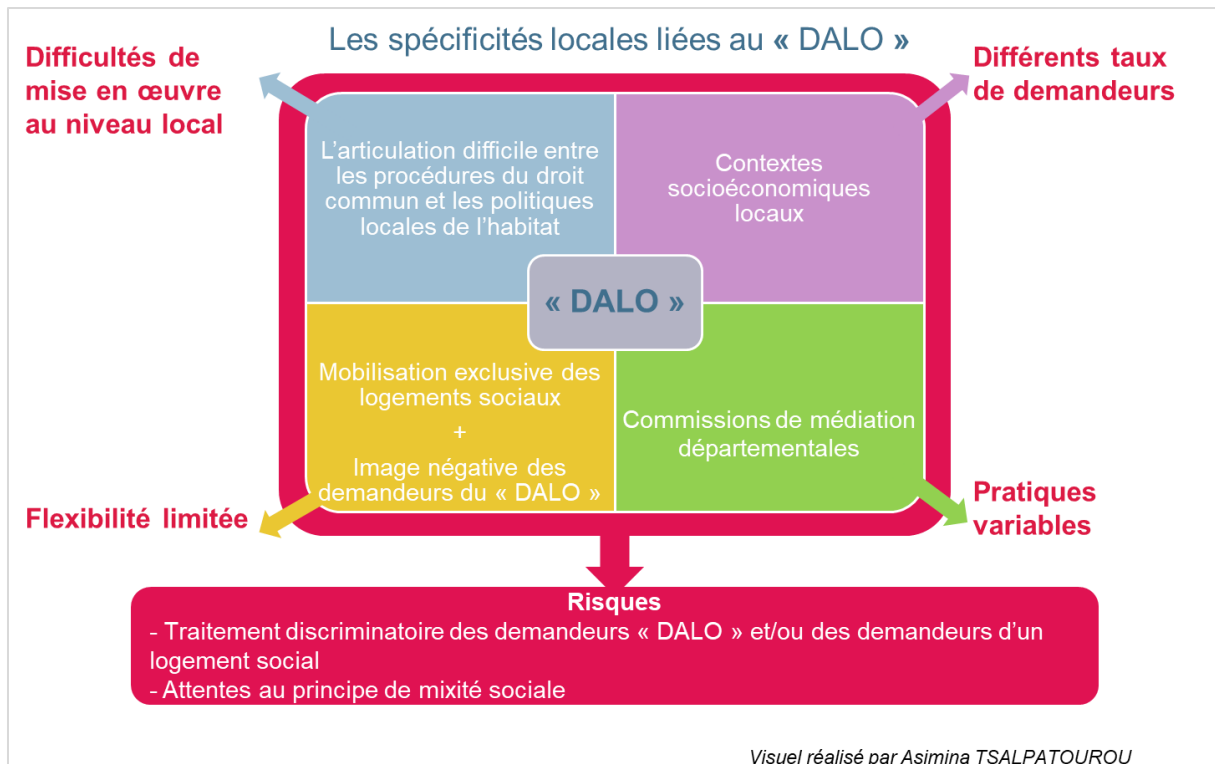 Les spécificités locales liées au « DALO »
Difficultés de
mise en œuvre
au niveau local
Différents taux
de demandeurs
L’articulation difficile entre
les procédures du droit
commun et les politiques
locales de l’habitat
Contextes
socioéconomiques
locaux
« DALO »
Mobilisation exclusive des
logements sociaux
+
Image négative des
demandeurs du « DALO »
Commissions de médiation
départementales
Flexibilité limitée
Pratiques
variables
Risques
- Traitement discriminatoire des demandeurs « DALO » et/ou des demandeurs d’un
logement social
- Attentes au principe de mixité sociale
Visuel réalisé par Asimina TSALPATOUROU